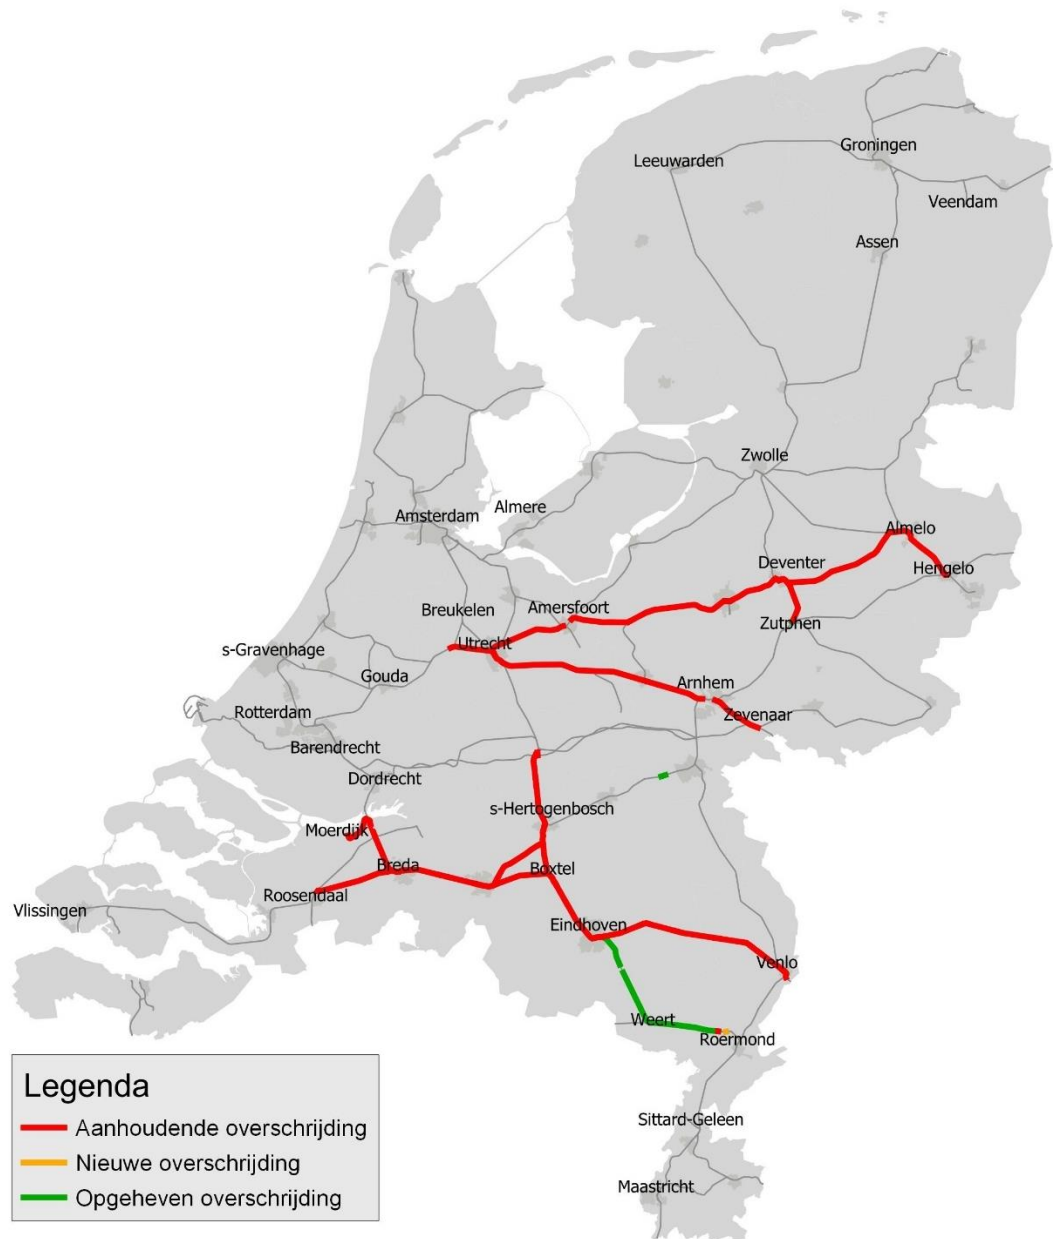 Groningen
Leeuwarden
Veendam
Assen
Zwolle
Almere
Amsterdam
Almelo
Deventer
Hengelo
Breukelen
Amersfoort
Zutphen
Utrecht
s-Gravenhage
Gouda
Arnhem
Rotterdam
Zevenaar
Barendrecht
Dordrecht
s-Hertogenbosch
Moerdijk
Breda
Boxtel
Roosendaal
Vlissingen
Eindhoven
Venlo
Weert
Roermond
Sittard-Geleen
Maastricht
Legenda
Aanhoudende overschrijding
Nieuwe overschrijding
Opgeheven overschrijding